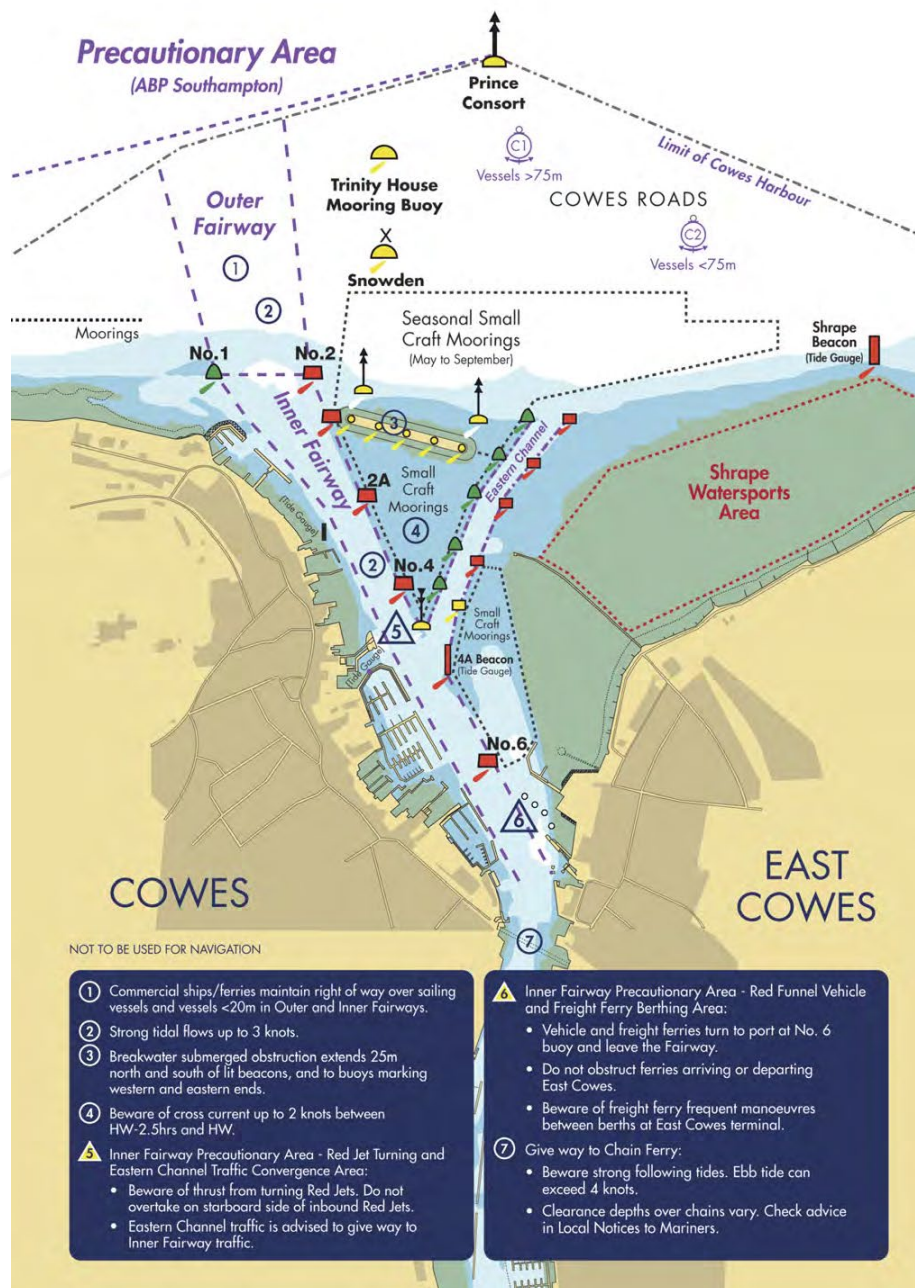 Precautionary Area
(ABP Southampton)
Prince
Consort
C1
Vessels >75m
Limit of Cowes Harbour
Trinity House
Mooring Buoy
COWES ROADS
Outer
Fairway
C2
Vessels <75m
X
Snowden
1
2
Moorings
Seasonal Small
Craft Moorings
(May to September)
Shrape
Beacon
(Tide Gauge)
No.1
No.2
Inner Fairway
3
Eastern Channel
2A
Small
Craft
Moorings
4
Shrape
Watersports
Area
(Tide Gauge)
2
No.4
5
Small
Craft
Moorings
4A Beacon
(Tide Gauge)
(Tide Gauge)
No.6
6
COWES
EAST
COWES
7
NOT TO BE USED FOR NAVIGATION
1 Commercial ships/ferries maintain right of way over sailing
vessels and vessels <20m in Outer and Inner Fairways.
2 Strong tidal flows up to 3 knots.
3 Breakwater submerged obstruction extends 25m
north and south of lit beacons, and to buoys marking
western and eastern ends.
4 Beware of cross current up to 2 knots between
HW-2.5hrs and HW.
5 Inner Fairway Precautionary Area - Red Jet Turning and
Eastern Channel Traffic Convergence Area:
• Beware of thrust from turning Red Jets. Do not
overtake on starboard side of inbound Red Jets.
• Eastern Channel traffic is advised to give way to
Inner Fairway traffic.
6 Inner Fairway Precautionary Area - Red Funnel Vehicle
and Freight Ferry Berthing Area:
• Vehicle and freight ferries turn to port at No. 6
buoy and leave the Fairway.
• Do not obstruct ferries arriving or departing
East Cowes.
• Beware of freight ferry frequent manoeuvres
between berths at East Cowes terminal.
7 Give way to Chain Ferry:
• Beware strong following tides. Ebb tide can
exceed 4 knots.
• Clearance depths over chains vary. Check advice
in Local Notices to Mariners.